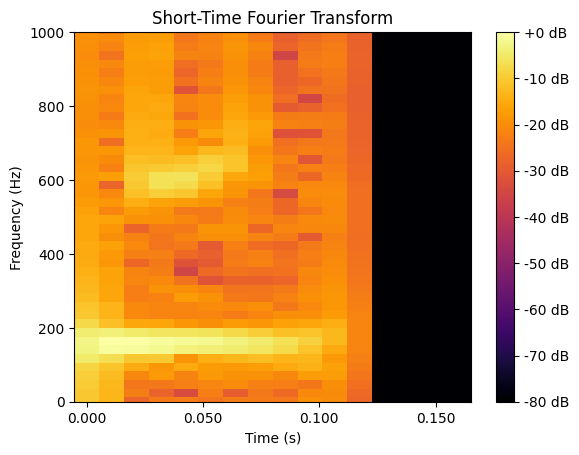 Short-Time Fourier Transform
1000
800
600
400
200
0
Frequency (Hz)
0.000
0.050
0.100
0.150
Time (s)
+0 dB
-10 dB
-20 dB
-30 dB
-40 dB
-50 dB
-60 dB
-70 dB
-80 dB